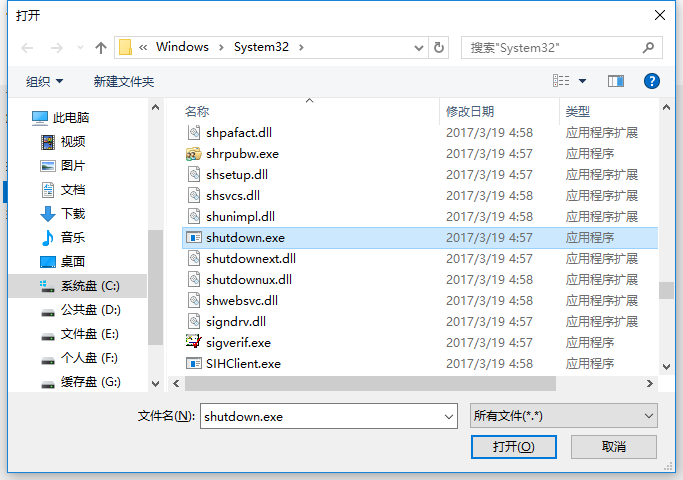 打开
« Windows › System32 ›
搜索"System32"
组织 新建文件夹
名称 修改日期 类型
此电脑
视频
图片
文档
下载
音乐
桌面
系统盘 (C:)
公共盘 (D:)
文件盘 (E:)
个人盘 (F:)
缓存盘 (G:)
shpafact.dll 2017/3/19 4:58 应用程序扩展
shrpubw.exe 2017/3/19 4:57 应用程序
shsetup.dll 2017/3/19 4:57 应用程序扩展
shsvcs.dll 2017/3/19 4:58 应用程序扩展
shunimpl.dll 2017/3/19 4:58 应用程序扩展
shutdown.exe 2017/3/19 4:57 应用程序
shutdownext.dll 2017/3/19 4:57 应用程序扩展
shutdownux.dll 2017/3/19 4:58 应用程序扩展
shwebsvc.dll 2017/3/19 4:58 应用程序扩展
signdrv.dll 2017/3/19 4:57 应用程序扩展
sigverif.exe 2017/3/19 4:57 应用程序
SIHClient.exe 2017/3/19 4:58 应用程序
文件名(N): shutdown.exe 所有文件(*.*)
打开(O) 取消